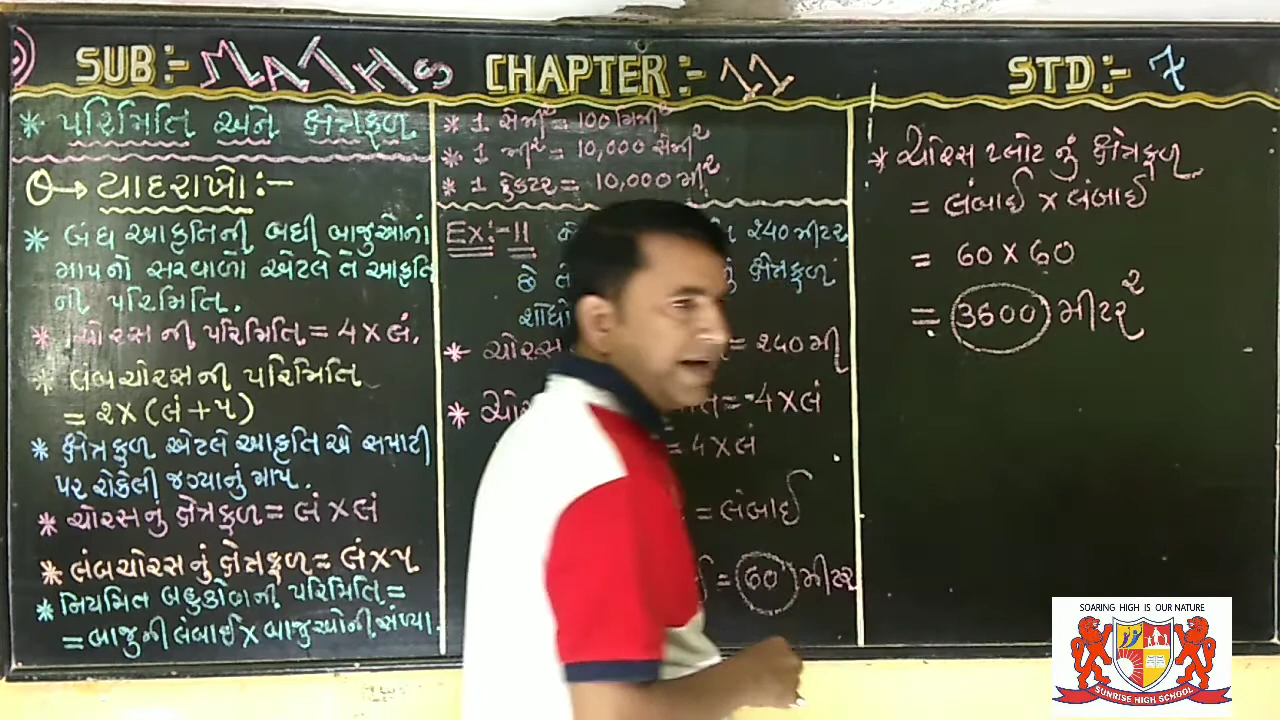 SUB:- MATHS
CHAPTER:- 11
STD:- 7
* પરિમિતિ અને ક્ષેત્રફળ
→ યાદરાખો:-
* બંધ આકૃતિની બધી બાજુઓનાં
માપનો સરવાળો એટલે તે આકૃતિ
ની પરિમિતિ.
* ચોરસ ની પરિમિતિ = 4 × લં.
* લંબચોરસ ની પરિમિતિ
= 2 × (લં + પ)
* ક્ષેત્રફળ એટલે આકૃતિ એ સપાટી
પર રોકેલી જગ્યાનું માપ.
* ચોરસનું ક્ષેત્રફળ = લં × લં
* લંબચોરસનું ક્ષેત્રફળ = લં × પ
* નિયમિત બહુકોણની પરિમિતિ =
= બાજુની લંબાઈ × બાજુઓની સંખ્યા.
* 1 સેમી² = 100 મિમી²
* 1 મી² = 10,000 સેમી²
* 1 હેક્ટર = 10,000 મી²
Ex:-11 240 મીટર
છે ક્ષેત્રફળ
શોધો
* ચોરસ = 240 મી
* = 4 × લં
= 4 × લં
= લંબાઈ
= 60 મીટર
* ચોરસ પ્લોટ નું ક્ષેત્રફળ
= લંબાઈ × લંબાઈ
= 60 × 60
= 3600 મીટર²
SOARING HIGH IS OUR NATURE
SUNRISE HIGH SCHOOL